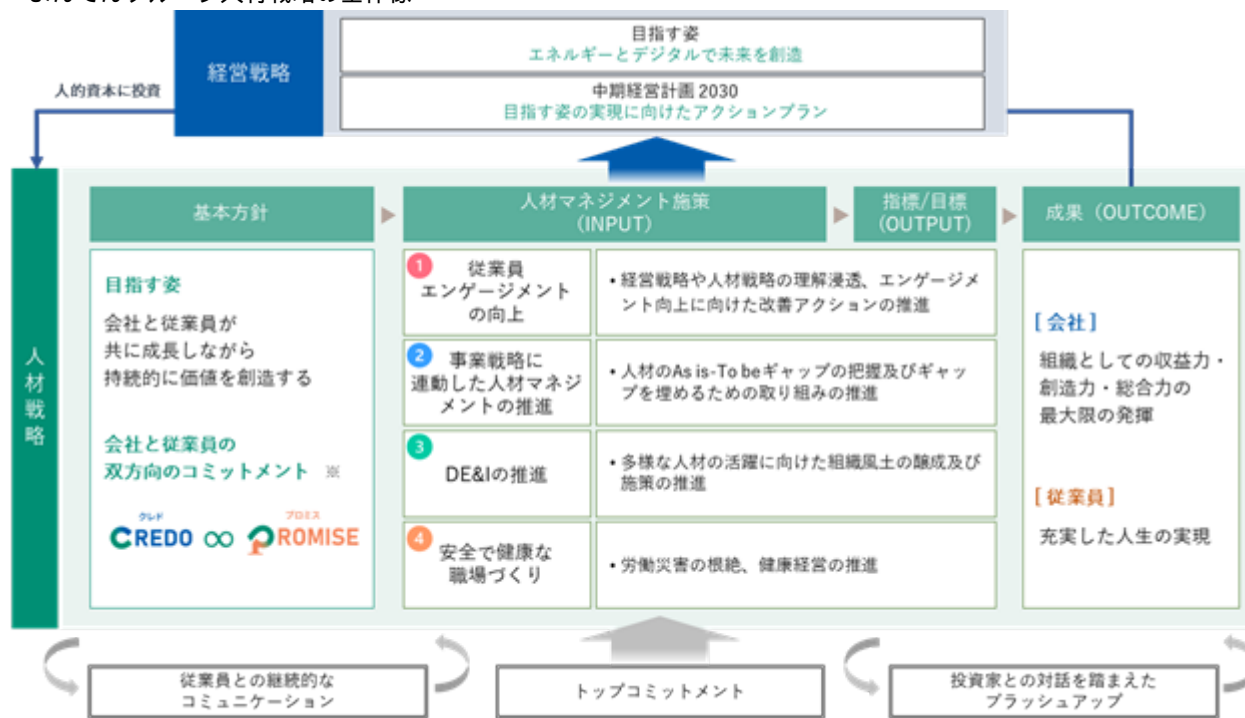 目指す姿
エネルギーとデジタルで未来を創造
経営戦略
中期経営計画 2030
目指す姿の実現に向けたアクションプラン
人的資本に投資
人材戦略
基本方針
人材マネジメント施策
(INPUT)
指標/目標
(OUTPUT)
成果(OUTCOME)
目指す姿
会社と従業員が
共に成長しながら
持続的に価値を創造する
会社と従業員の
双方向のコミットメント ※
クレド
プロミス
CREDO ∞ PROMISE
1
従業員
エンゲージメント
の向上
・経営戦略や人材戦略の理解浸透、エンゲージメ
ント向上に向けた改善アクションの推進
2
事業戦略に
連動した人材マネジ
メントの推進
・人材のAs is-To beギャップの把握及びギャッ
プを埋めるための取り組みの推進
3
DE&Iの推進
・多様な人材の活躍に向けた組織風土の醸成及び
施策の推進
4
安全で健康な
職場づくり
・労働災害の根絶、健康経営の推進
[会社]
組織としての収益力・
創造力・総合力の
最大限の発揮
[従業員]
充実した人生の実現
従業員との継続的な
コミュニケーション
トップコミットメント
投資家との対話を踏まえた
ブラッシュアップ